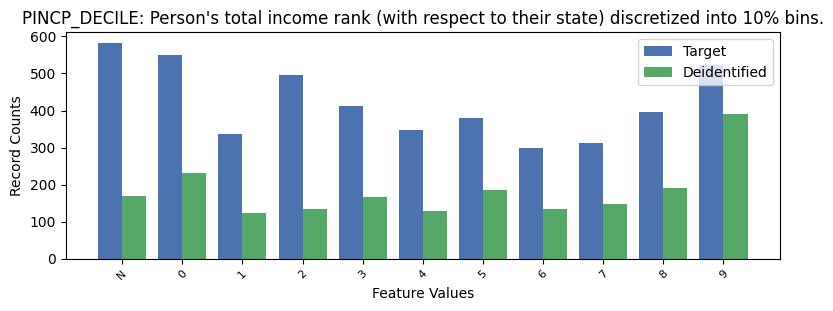 PINCP_DECILE: Person's total income rank (with respect to their state) discretized into 10% bins.
Target
Deidentified
Record Counts
600
500
400
300
200
100
0
N 0 1 2 3 4 5 6 7 8 9
Feature Values